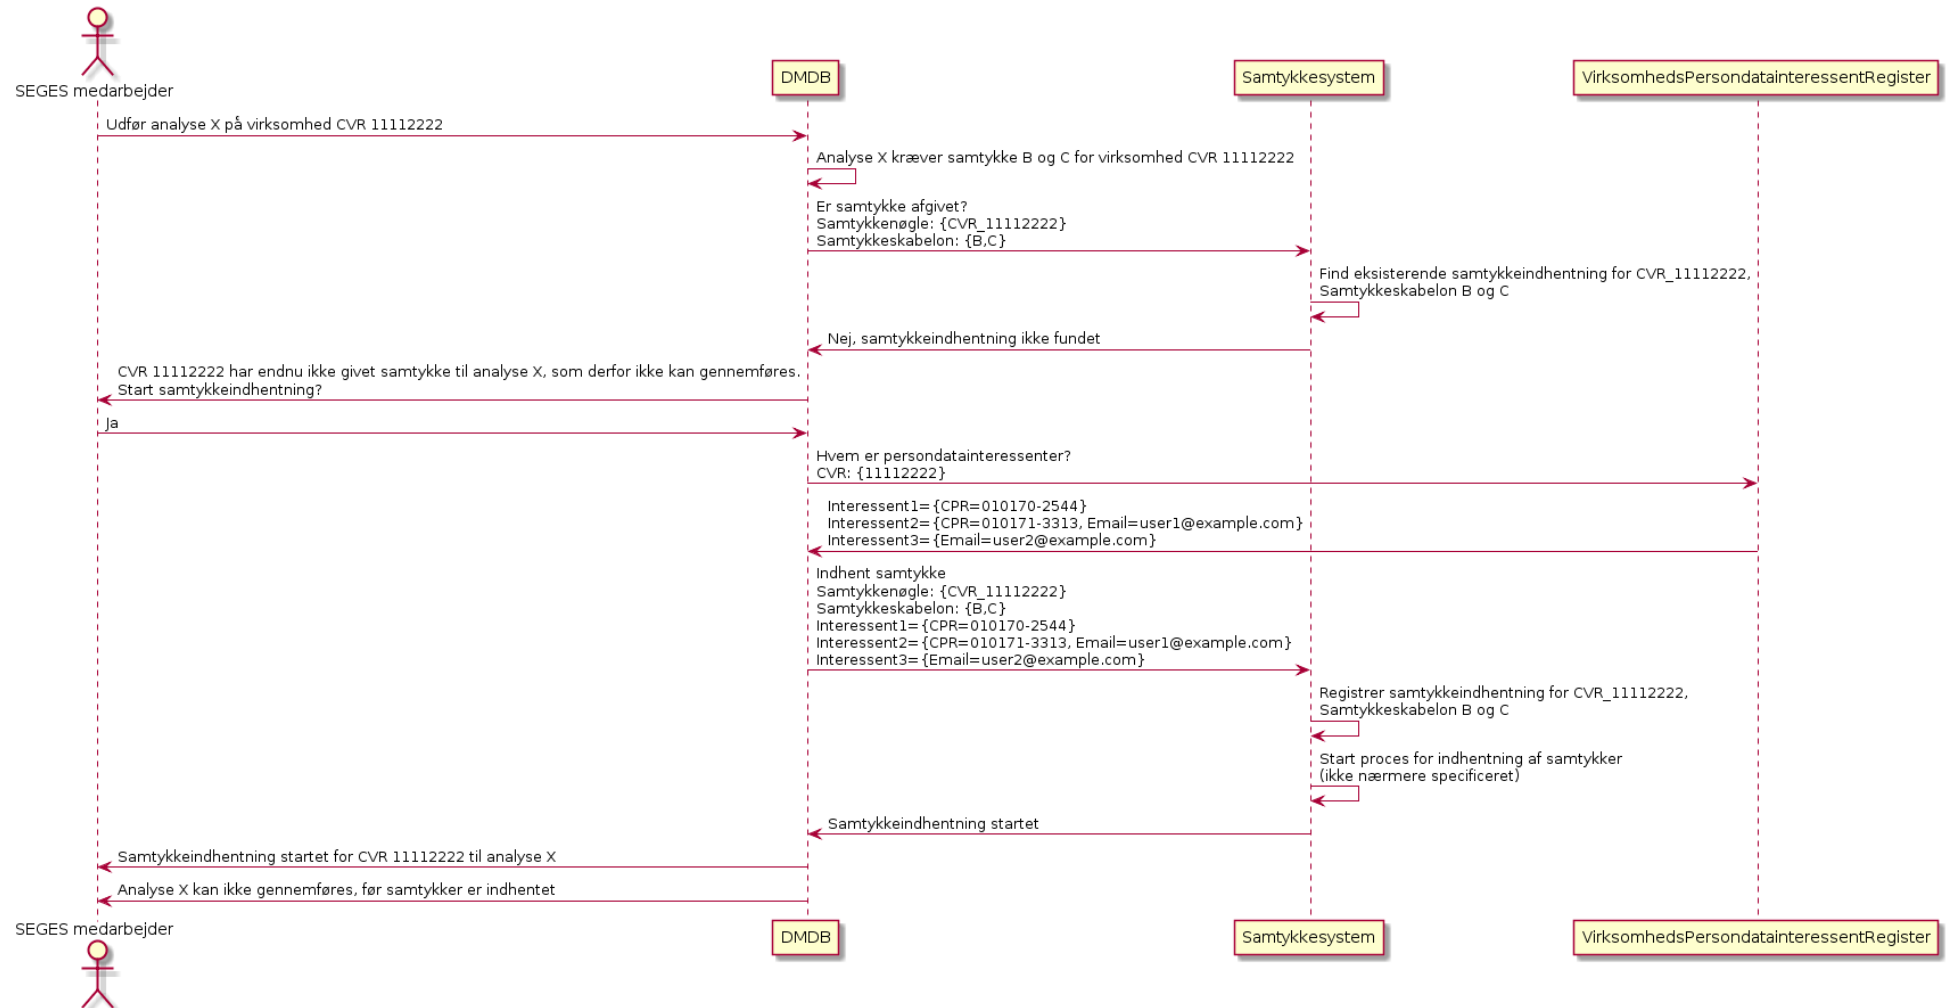 SEGES medarbejder
DMDB
Samtykkesystem
VirksomhedsPersondatainteressentRegister
Udfør analyse X på virksomhed CVR 11112222
Analyse X kræver samtykke B og C for virksomhed CVR 11112222
Er samtykke afgivet?
Samtykkenøgle: {CVR_11112222}
Samtykkeskabelon: {B,C}
Find eksisterende samtykkeindhentning for CVR_11112222,
Samtykkeskabelon B og C
Nej, samtykkeindhentning ikke fundet
CVR 11112222 har endnu ikke givet samtykke til analyse X, som derfor ikke kan gennemføres.
Start samtykkeindhentning?
Ja
Hvem er persondatainteressenter?
CVR: {11112222}
Interessent1={CPR=010170-2544}
Interessent2={CPR=010171-3313, Email=user1@example.com}
Interessent3={Email=user2@example.com}
Indhent samtykke
Samtykkenøgle: {CVR_11112222}
Samtykkeskabelon: {B,C}
Interessent1={CPR=010170-2544}
Interessent2={CPR=010171-3313, Email=user1@example.com}
Interessent3={Email=user2@example.com}
Registrer samtykkeindhentning for CVR_11112222,
Samtykkeskabelon B og C
Start proces for indhentning af samtykker
(ikke nærmere specificeret)
Samtykkeindhentning startet
Samtykkeindhentning startet for CVR 11112222 til analyse X
Analyse X kan ikke gennemføres, før samtykker er indhentet
SEGES medarbejder
DMDB
Samtykkesystem
VirksomhedsPersondatainteressentRegister